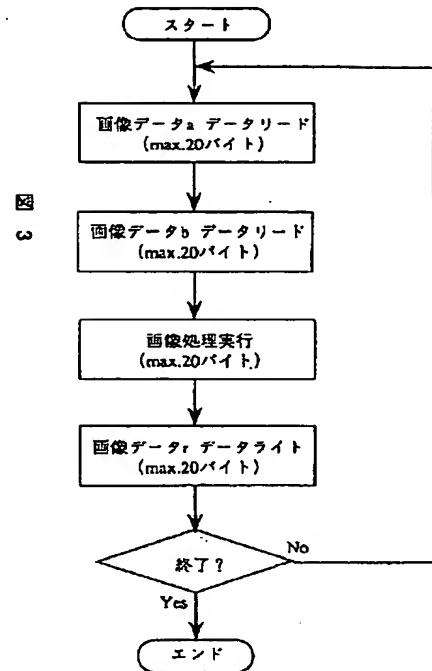 スタート
画像データa データリード
(max.20バイト)
図3
画像データb データリード
(max.20バイト)
画像処理実行
(max.20バイト)
画像データr データライト
(max.20バイト)
終了?
No
Yes
エンド